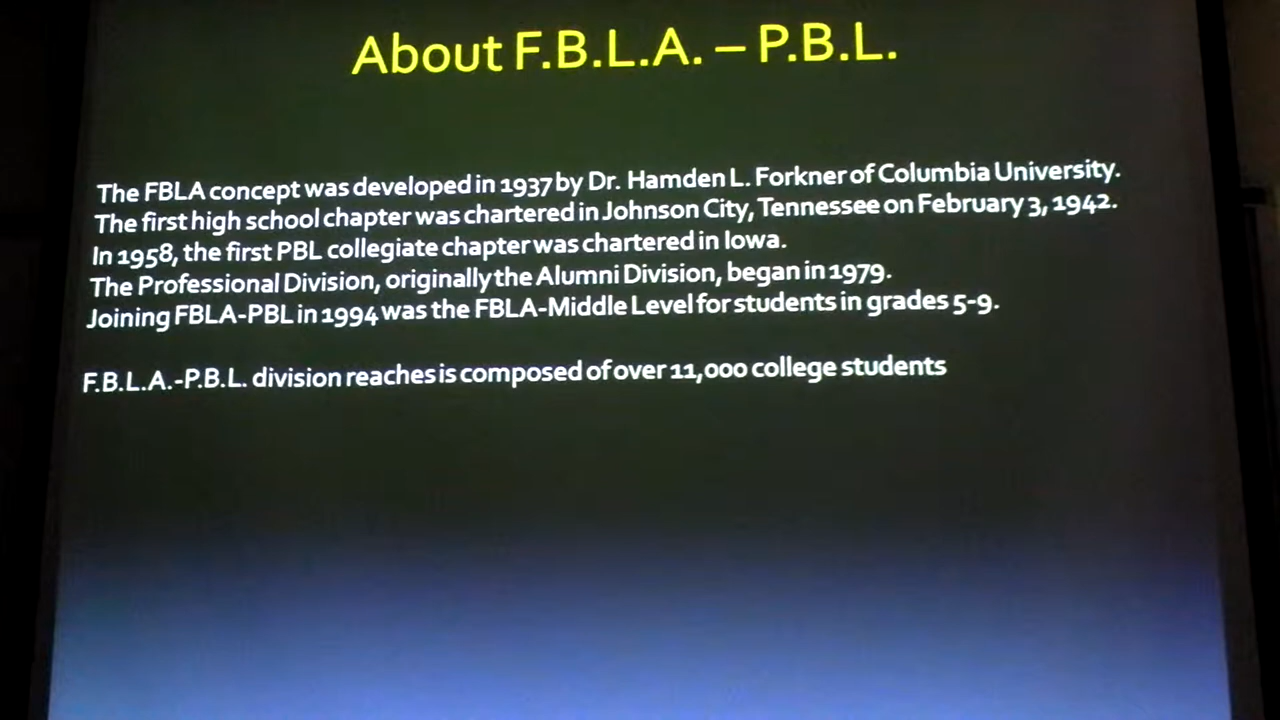 About F.B.L.A. – P.B.L.
The FBLA concept was developed in 1937 by Dr. Hamden L. Forkner of Columbia University.
The first high school chapter was chartered in Johnson City, Tennessee on February 3, 1942.
In 1958, the first PBL collegiate chapter was chartered in Iowa.
The Professional Division, originally the Alumni Division, began in 1979.
Joining FBLA-PBL in 1994 was the FBLA-Middle Level for students in grades 5-9.
F.B.L.A.-P.B.L. division reaches is composed of over 11,000 college students